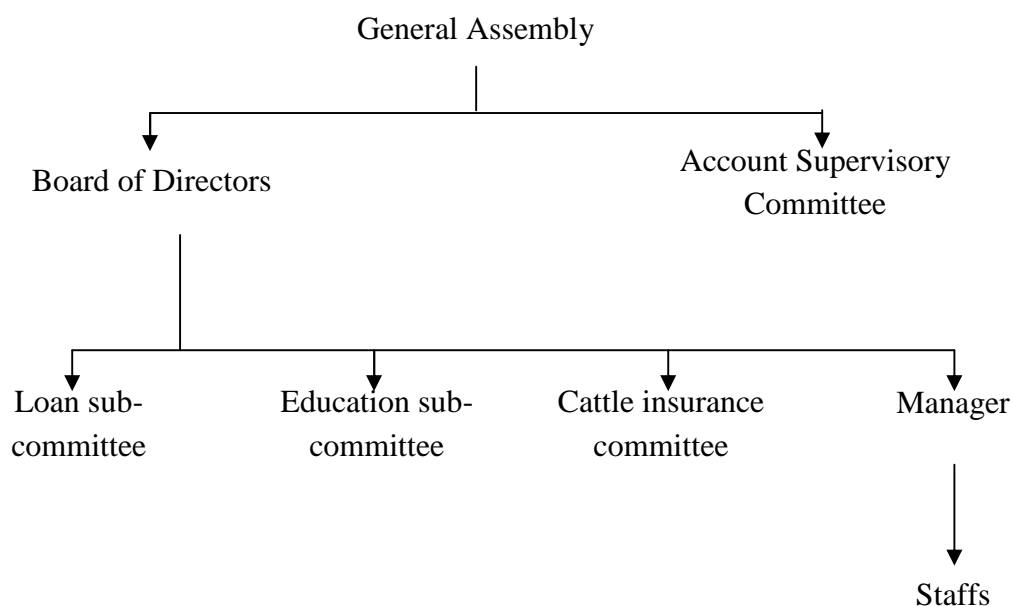 General Assembly
Board of Directors
Account Supervisory
Committee
Loan sub-
committee
Education sub-
committee
Cattle insurance
committee
Manager
Staffs